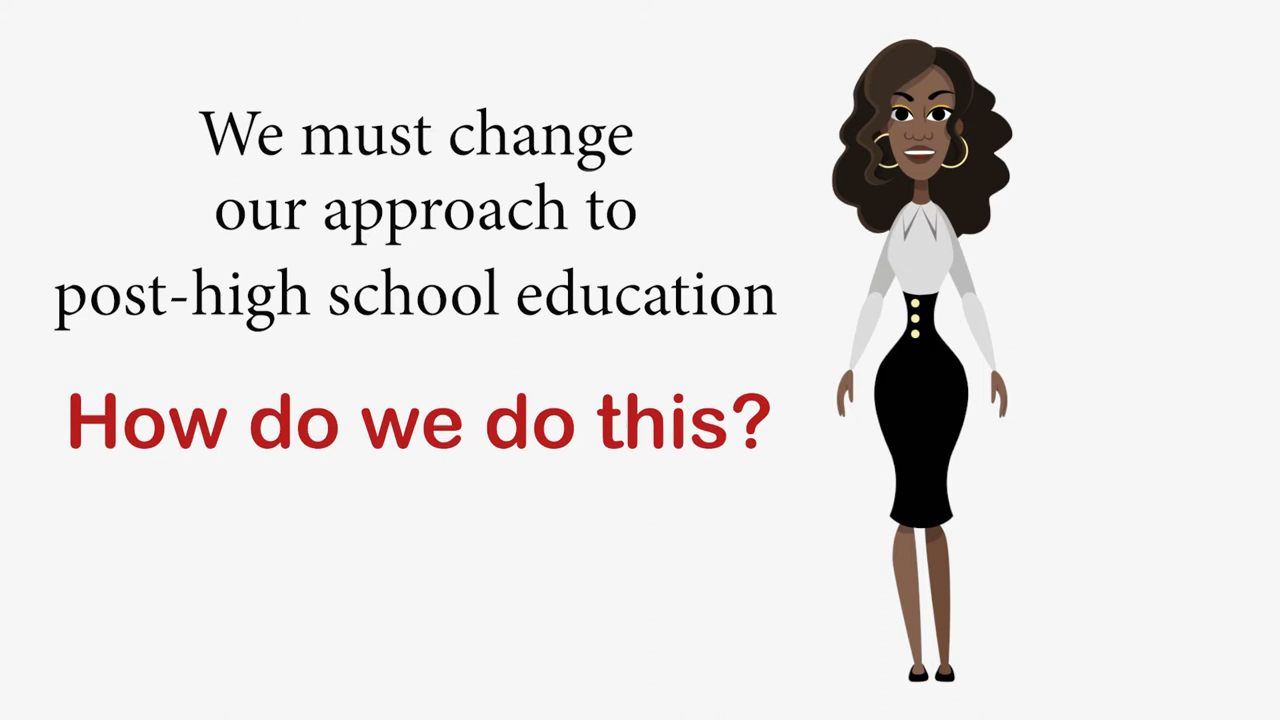 We must change
our approach to
post-high school education
How do we do this?